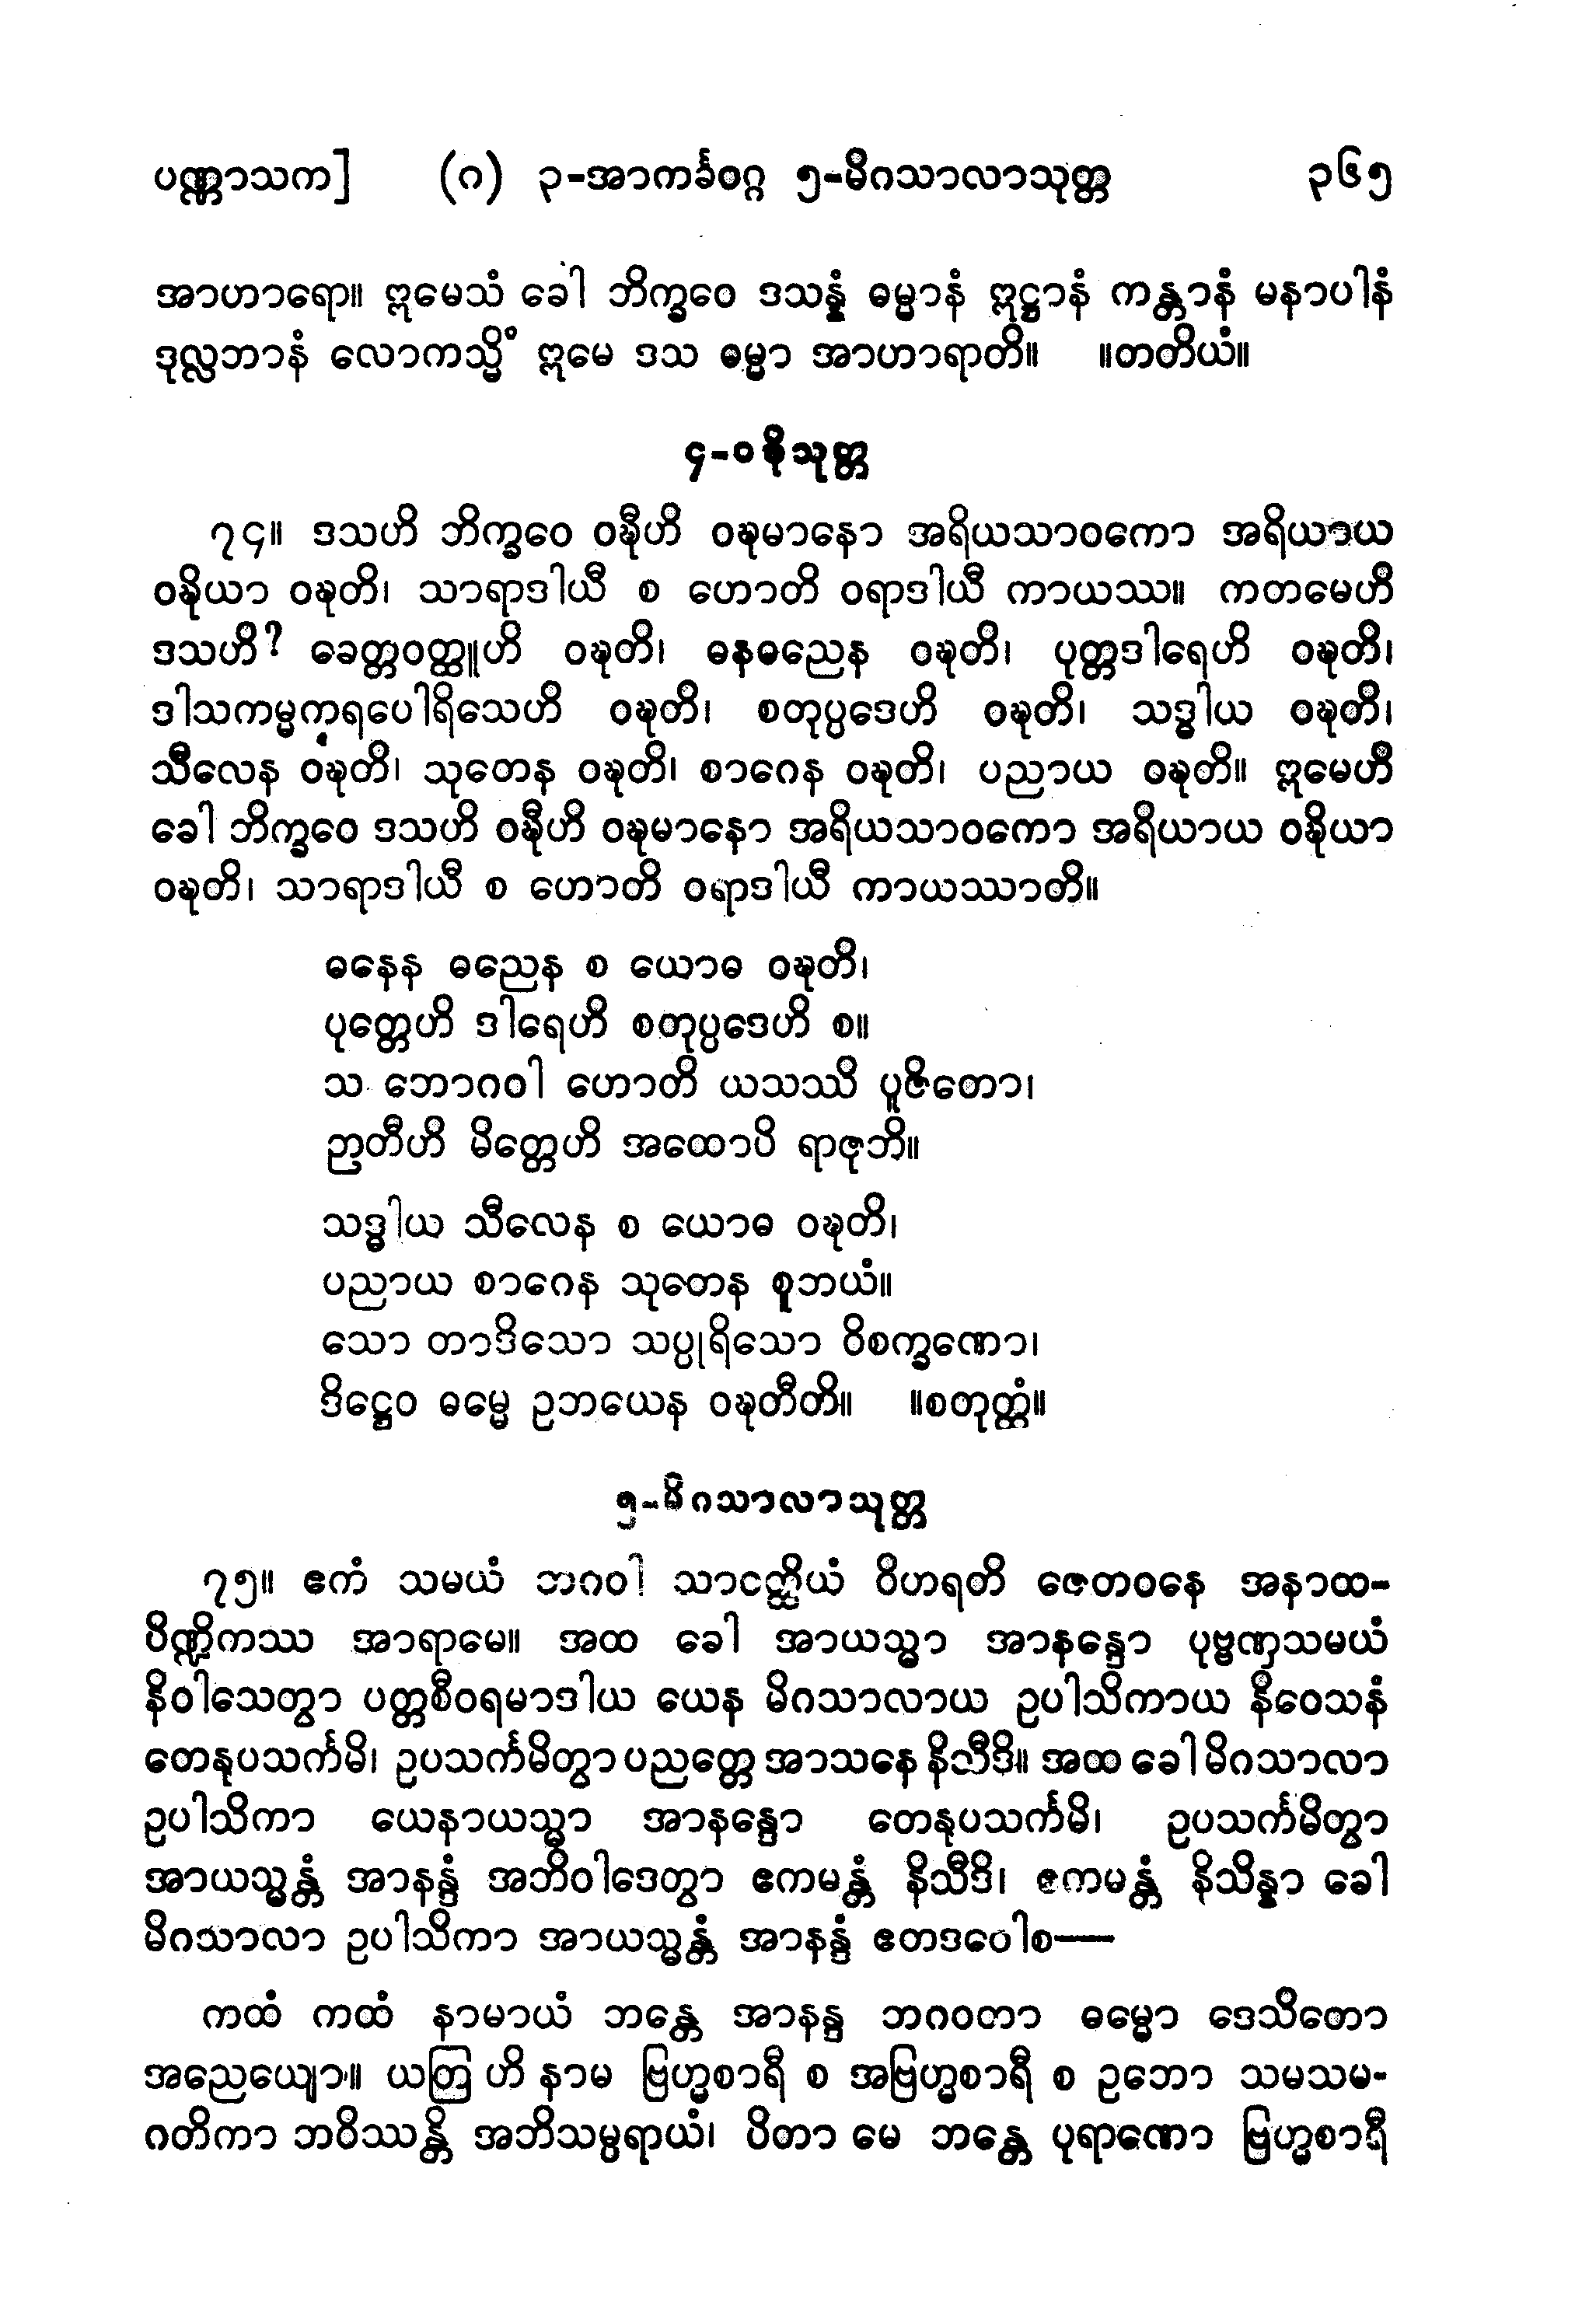 ပဏ္ဏာသက] (ဂ) ၃-အာကင်္ခဝဂ္ဂ ၅-မိဂသာလာသုတ္တ ၃၆၅
အာဟာရော။ ဣမေသံ ခေါ ဘိက္ခဝေ ဒသန္နံ ဓမ္မာနံ ဣဋ္ဌာနံ ကန္တာနံ မနာပါနံ
ဒုလ္လဘာနံ လောကသ္မိံ ဣမေ ဒသ ဓမ္မာ အာဟာရာတိ။ ။တတိယံ။
၄-ဝဍ္ဎိသုတ္တ
၇၄။ ဒသဟိ ဘိက္ခဝေ ဝဍ္ဎီဟိ ဝဍ္ဎမာနော အရိယသာဝကော အရိယာယ
ဝဍ္ဎိယာ ဝဍ္ဎတိ၊ သာရာဒါယီ စ ဟောတိ ဝရာဒါယီ ကာယဿ။ ကတမေဟိ
ဒသဟိ? ခေတ္တဝတ္ထူဟိ ဝဍ္ဎတိ၊ ဓနဓညေန ဝဍ္ဎတိ၊ ပုတ္တဒါရေဟိ ဝဍ္ဎတိ၊
ဒါသကမ္မကရပေါရိသေဟိ ဝဍ္ဎတိ၊ စတုပ္ပဒေဟိ ဝဍ္ဎတိ၊ သဒ္ဓါယ ဝဍ္ဎတိ၊
သီလေန ဝဍ္ဎတိ၊ သုတေန ဝဍ္ဎတိ၊ စာဂေန ဝဍ္ဎတိ၊ ပညာယ ဝဍ္ဎတိ။ ဣမေဟိ
ခေါ ဘိက္ခဝေ ဒသဟိ ဝဍ္ဎီဟိ ဝဍ္ဎမာနော အရိယသာဝကော အရိယာယ ဝဍ္ဎိယာ
ဝဍ္ဎတိ၊ သာရာဒါယီ စ ဟောတိ ဝရာဒါယီ ကာယဿာတိ။
ဓနေန ဓညေန စ ယောဓ ဝဍ္ဎတိ၊
ပုတ္တေဟိ ဒါရေဟိ စတုပ္ပဒေဟိ စ။
သ ဘောဂဝါ ဟောတိ ယသဿိ ပူဇိတော၊
ဉာတီဟိ မိတ္တေဟိ အထောပိ ရာဇုဘိ။
သဒ္ဓါယ သီလေန စ ယောဓ ဝဍ္ဎတိ၊
ပညာယ စာဂေန သုတေန စူဘယံ။
သော တာဒိသော သပ္ပုရိသော ဝိစက္ခဏော၊
ဒိဋ္ဌေဝ ဓမ္မေ ဥဘယေန ဝဍ္ဎတီတိ။ ။စတုတ္ထံ။
၅-မိဂသာလာသုတ္တ
၇၅။ ဧကံ သမယံ ဘဂဝါ သာဝတ္ထိယံ ဝိဟရတိ ဇေတဝနေ အနာထ-
ပိဏ္ဍိကဿ အာရာမေ။ အထ ခေါ အာယသ္မာ အာနန္ဒော ပုဗ္ဗဏှသမယံ
နိဝါသေတွာ ပတ္တစီဝရမာဒါယ ယေန မိဂသာလာယ ဥပါသိကာယ နိဝေသနံ
တေနုပသင်္ကမိ၊ ဥပသင်္ကမိတွာ ပညတ္တေ အာသနေ နိသီဒိ။ အထ ခေါ မိဂသာလာ
ဥပါသိကာ ယေနာယသ္မာ အာနန္ဒော တေနုပသင်္ကမိ၊ ဥပသင်္ကမိတွာ
အာယသ္မန္တံ အာနန္ဒံ အဘိဝါဒေတွာ ဧကမန္တံ နိသီဒိ၊ ဧကမန္တံ နိသိန္နာ ခေါ
မိဂသာလာ ဥပါသိကာ အာယသ္မန္တံ အာနန္ဒံ ဧတဒဝေါစ—
ကထံ ကထံ နာမာယံ ဘန္တေ အာနန္ဒ ဘဂဝတာ ဓမ္မော ဒေသိတော
အညေယျော။ ယတြ ဟိ နာမ ဗြဟ္မစာရီ စ အဗြဟ္မစာရီ စ ဥဘော သမသမ-
ဂတိကာ ဘဝိဿန္တိ အဘိသမ္ပရာယံ၊ ပိတာ မေ ဘန္တေ ပုရာဏော ဗြဟ္မစာရီ